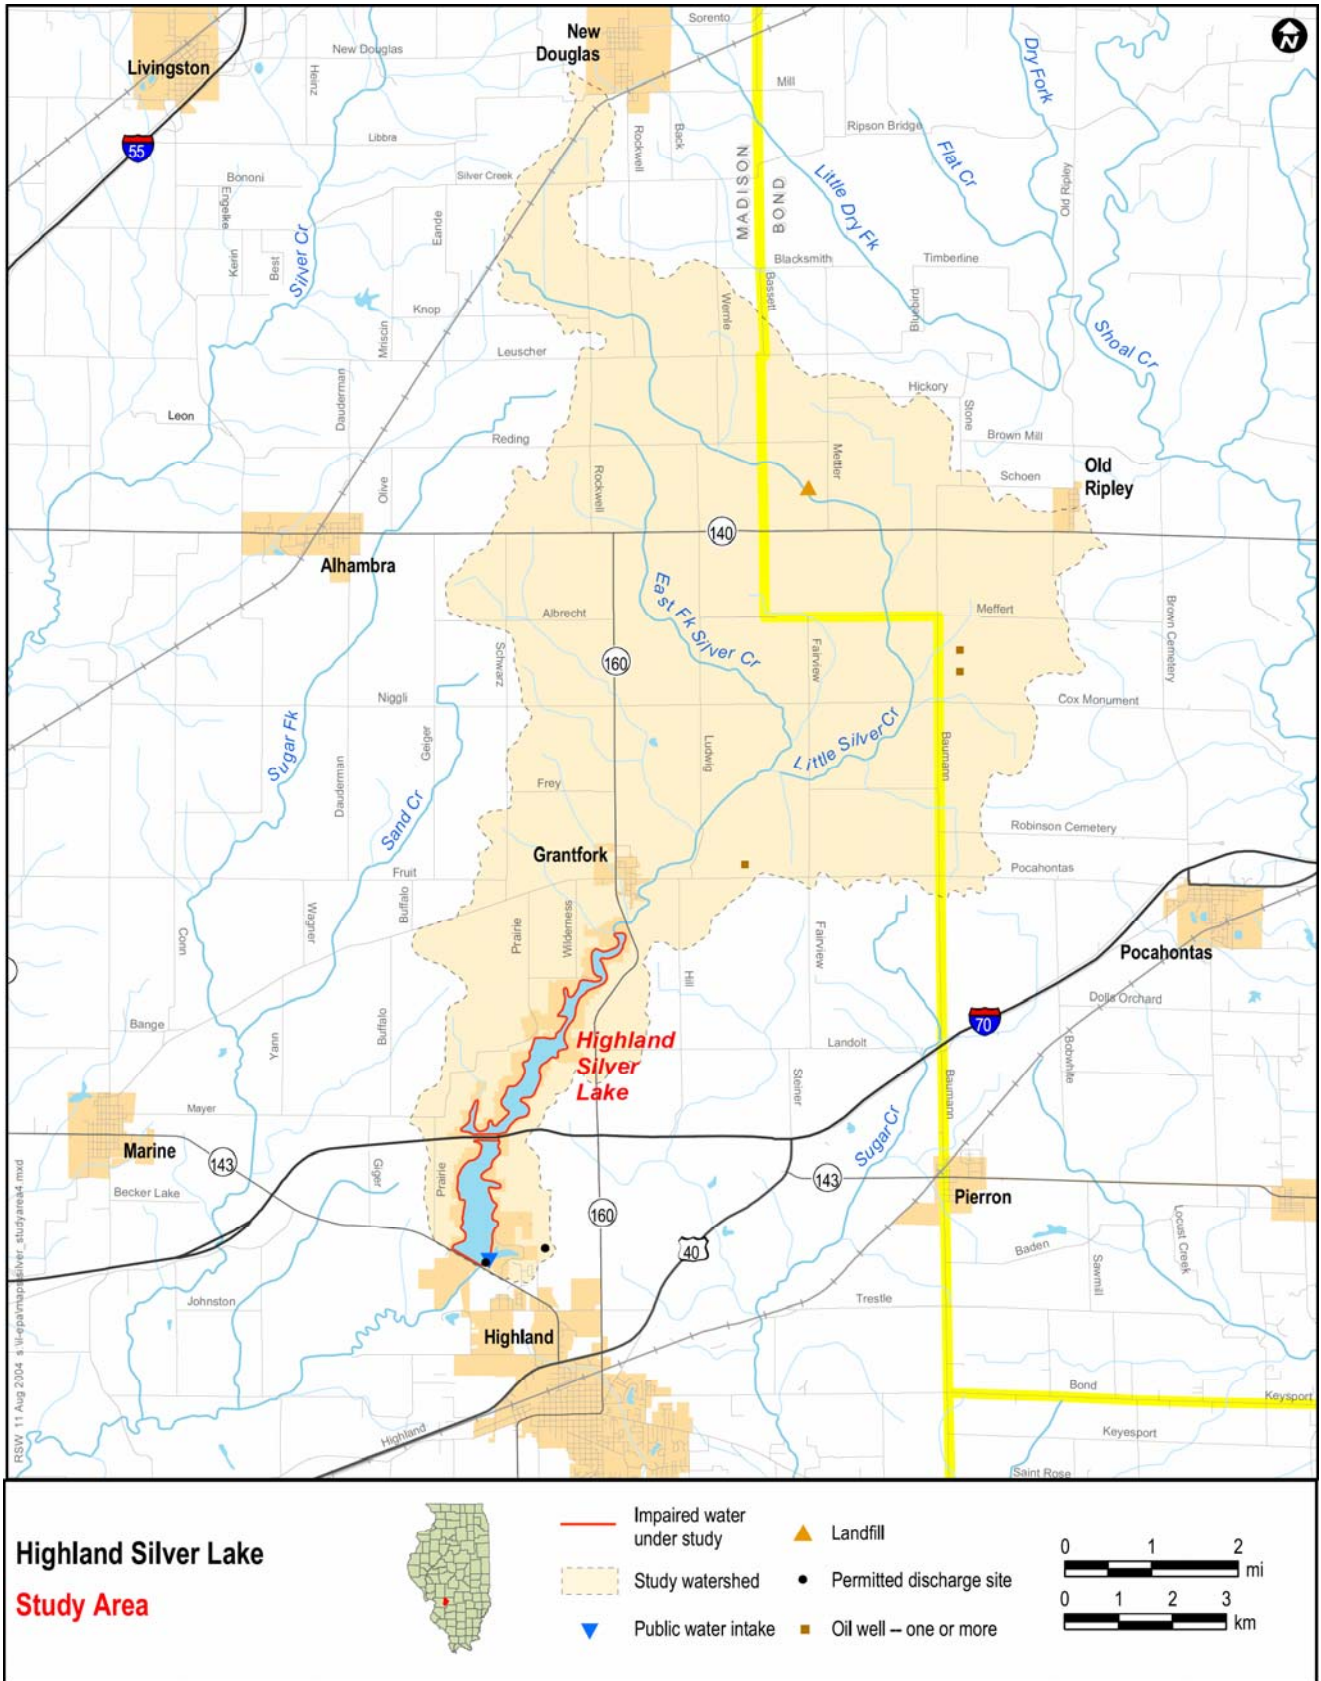 Sorento
New
Douglas
New Douglas
Livingston
Heinz
Mill
Dry Fork
Ripson Bridge
Libbra
Rockwell
Back
55
Flat Cr
Bononi
Silver Creek
MADISON
BOND
Little Dry Fk
Old Ripley
Engelke
Eande
Silver Cr
Kerin
Best
Blacksmith
Timberline
Bassett
Wernle
Bluebird
Knop
Mriscin
Leuscher
Shoal Cr
Hickory
Dauderman
Stone
Leon
Reding
Brown Mill
Mettler
Rockwell
Schoen
Old
Ripley
Olive
140
Alhambra
East Fk Silver Cr
Albrecht
Meffert
Brown Cemetery
Schwarz
160
Fairview
Niggli
Cox Monument
Sugar Fk
Geiger
Ludwig
Little Silver Cr
Baumann
Dauderman
Frey
Sand Cr
Robinson Cemetery
Grantfork
Fruit
Pocahontas
Buffalo
Wagner
Prairie
Wilderness
Conn
Fairview
Pocahontas
Hill
Dolls Orchard
Bange
Yann
Buffalo
70
Highland
Silver
Lake
Landolt
Bobwhite
Steiner
Baumann
Mayer
Marine
143
Sugar Cr
Giger
Prairie
Becker Lake
143
Pierron
160
Locust Creek
40
Baden
Sawmill
Johnston
Trestle
Highland
Bond
Keysport
Highland
Keyesport
Saint Rose
RSW 11 Aug 2004 s:\il-epa\maps\silver_studyarea4.mxd
N
Highland Silver Lake
Study Area
Impaired water
under study
Study watershed
Public water intake
Landfill
Permitted discharge site
Oil well -- one or more
0 1 2
mi
0 1 2 3
km